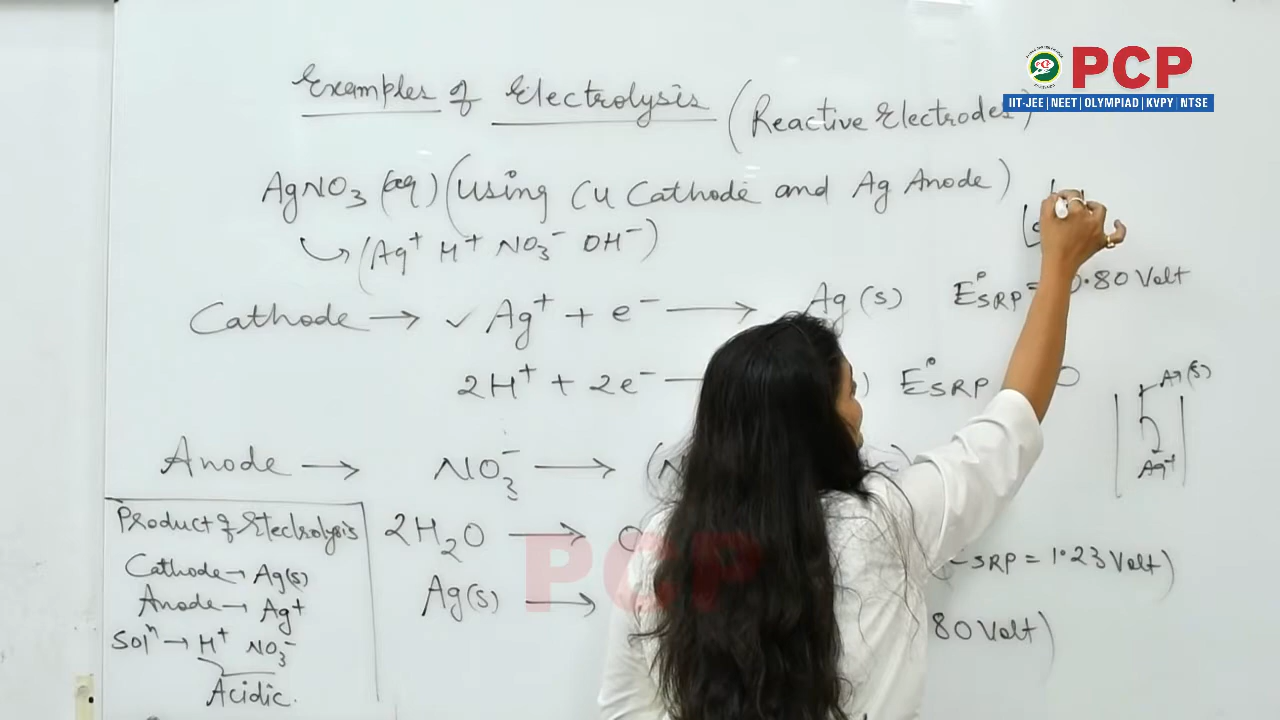 PCP
IIT-JEE | NEET | OLYMPIAD | KVPY | NTSE
Examples of Electrolysis (Reactive Electrodes)
AgNO3 (aq) (using Cu Cathode and Ag Anode)
(Ag+ H+ NO3- OH-)
Cathode → ✓ Ag+ + e- → Ag (s) E°SRP = 0.80 Volt
2H+ + 2e- → ) E°SRP O
Ag(s)
Ag+
Anode → NO3- → (N
2H2O → O SRP = 1.23 Volt)
Ag(s) → 80 Volt)
Product of Electrolysis
Cathode → Ag(s)
Anode → Ag+
Solⁿ → H+ NO3-
Acidic.
PCP